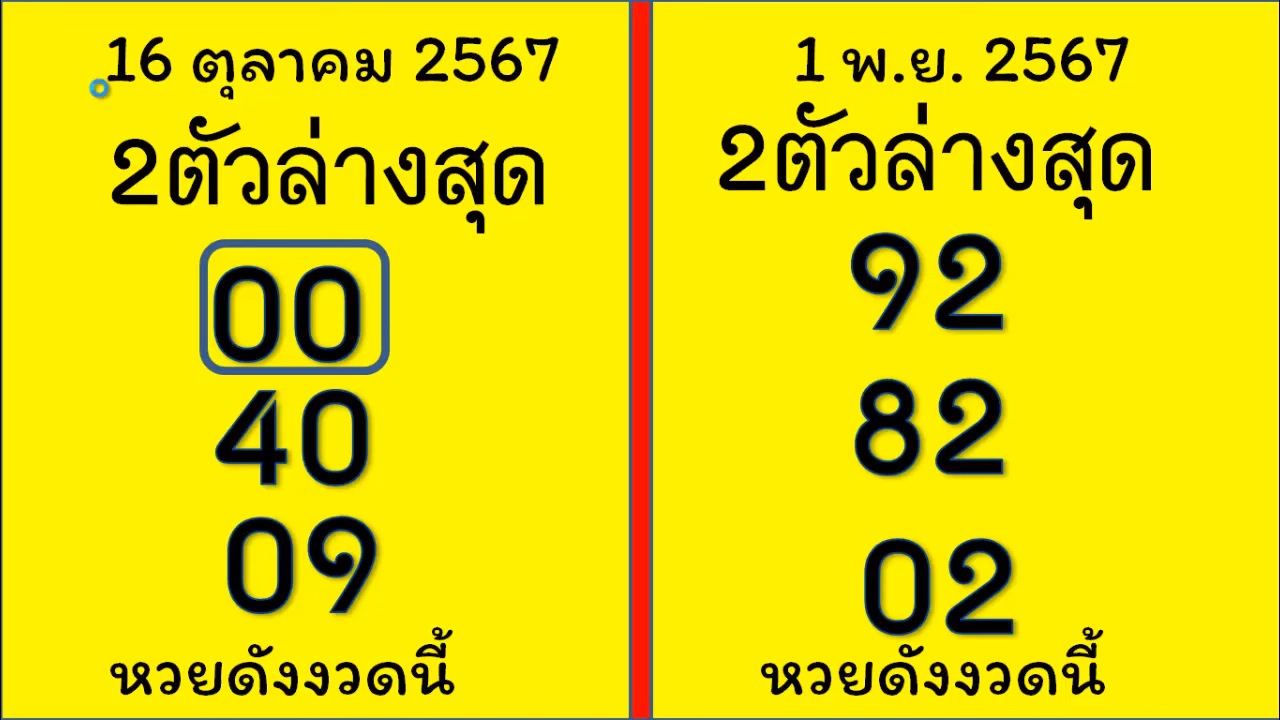 16 ตุลาคม 2567
2ตัวล่างสุด
00
40
09
หวยดังงวดนี้
1 พ.ย. 2567
2ตัวล่างสุด
92
82
02
หวยดังงวดนี้